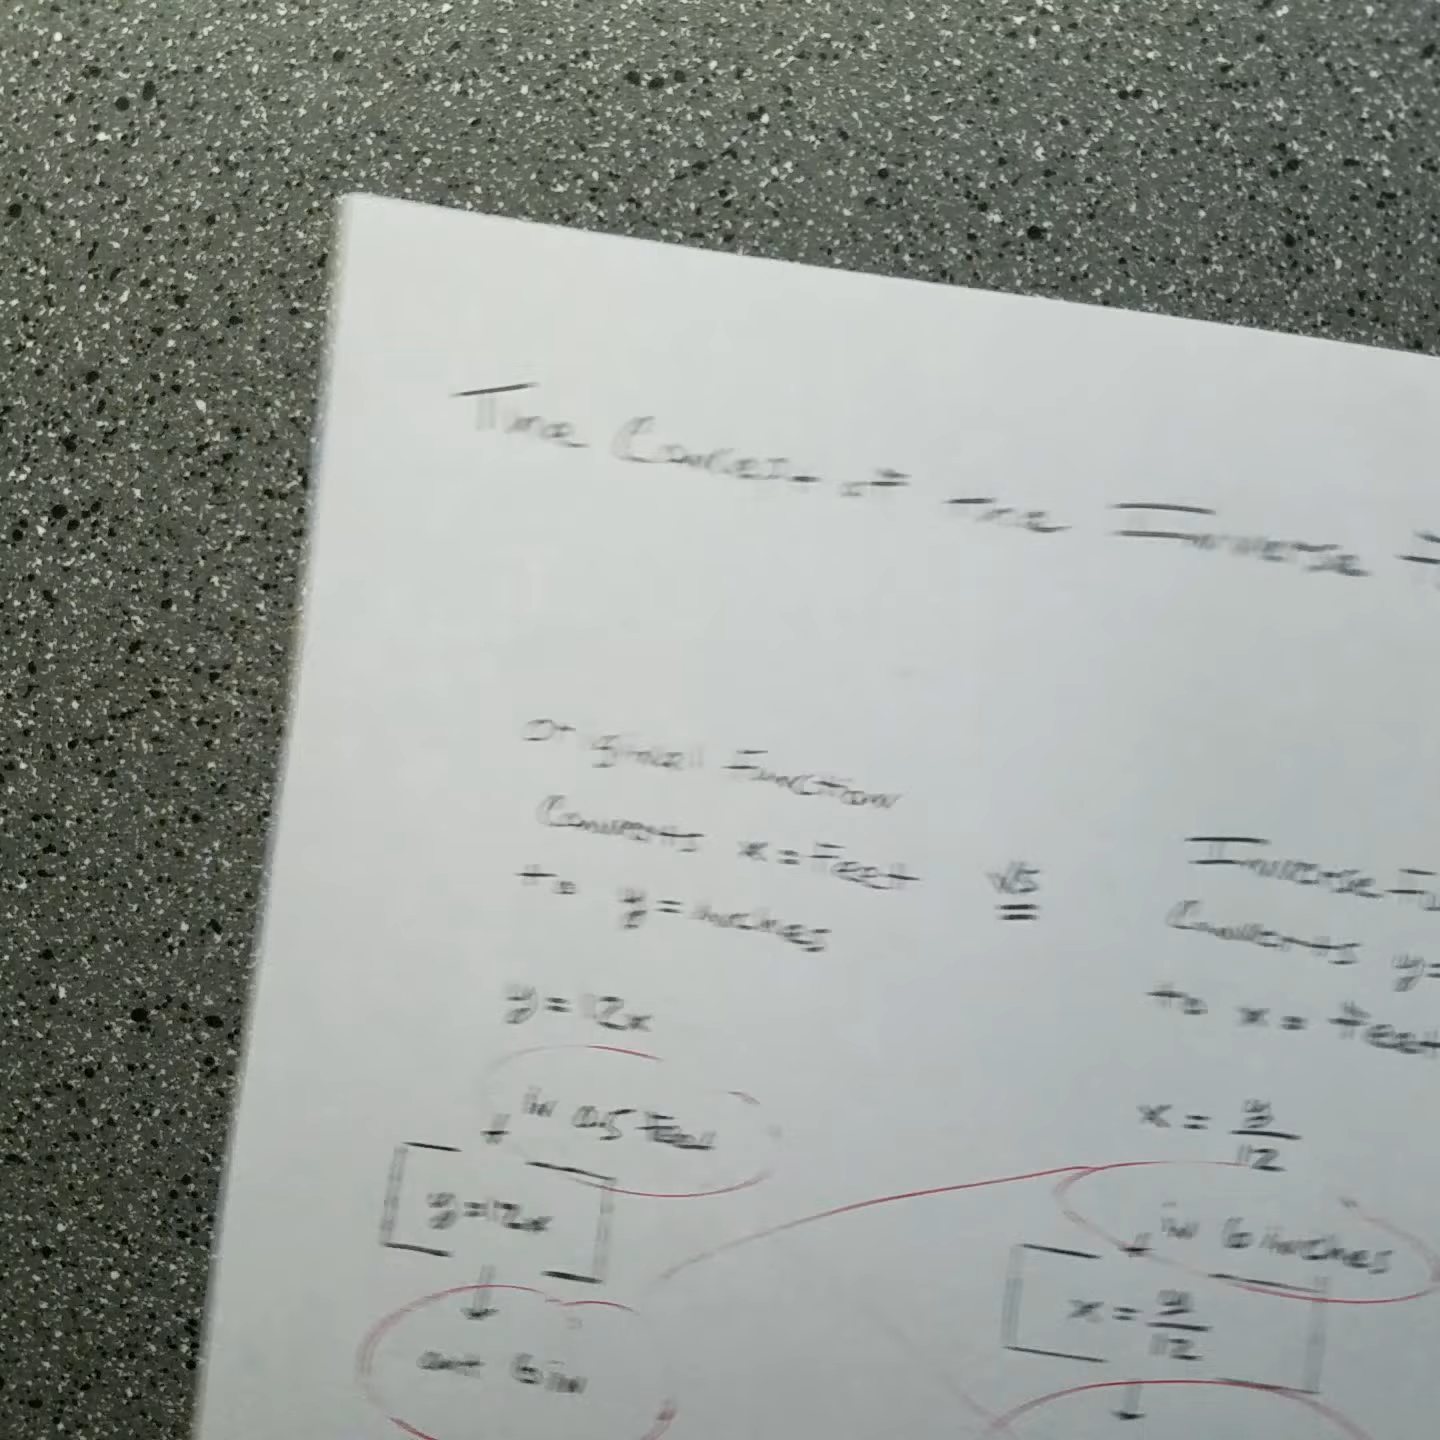 The Concept of the Inverse
original Function
Converts x = Feet
to y = inches
y = 12x
in 0.5 Feet
y = 12x
out 6 in
vs
Inverse
Converts y =
to x = feet
x = y/12
in 6 inches
x = y/12